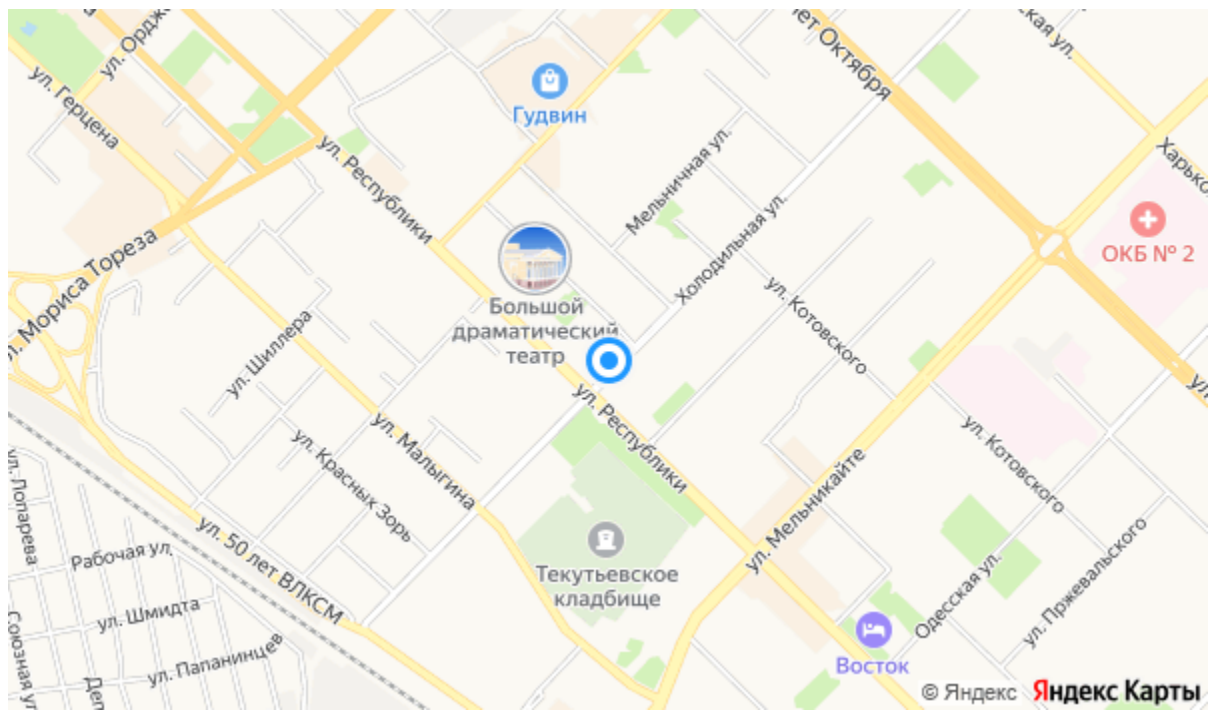 ская ул.
ул. Орджо
лет Октября
ул. Герцена
Гудвин
ул. Республики
Мельничная ул.
Харько
Холодильная ул.
ОКБ № 2
л. Мориса Тореза
Большой
драматический
театр
ул. Котовского
ул. Шиллера
ул.
ул. Республики
ул. Малыгина
ул. Красных Зорь
ул. Котовского
ул. Мельникайте
ул. Лопарева
ул. 50 лет ВЛКСМ
Рабочая ул.
Текутьевское
кладбище
ул. Пржевальского
Одесская ул.
ул. Шмидта
Союзная ул
ул. Папанинцев
Восток
Деп
© Яндекс Яндекс Карты